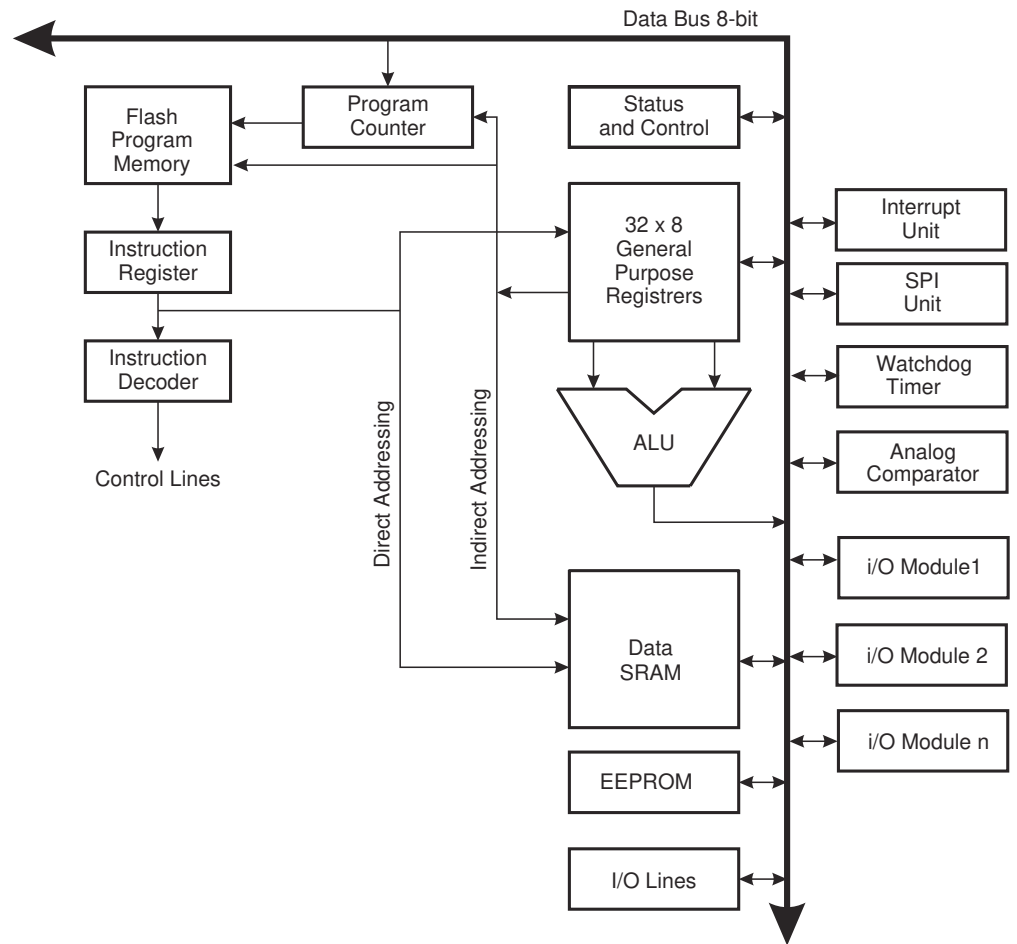 Data Bus 8-bit
Flash
Program
Memory
Program
Counter
Status
and Control
Instruction
Register
32 x 8
General
Purpose
Registrers
Interrupt
Unit
SPI
Unit
Instruction
Decoder
Watchdog
Timer
Control Lines
Direct Addressing
Indirect Addressing
ALU
Analog
Comparator
i/O Module1
Data
SRAM
i/O Module 2
i/O Module n
EEPROM
I/O Lines